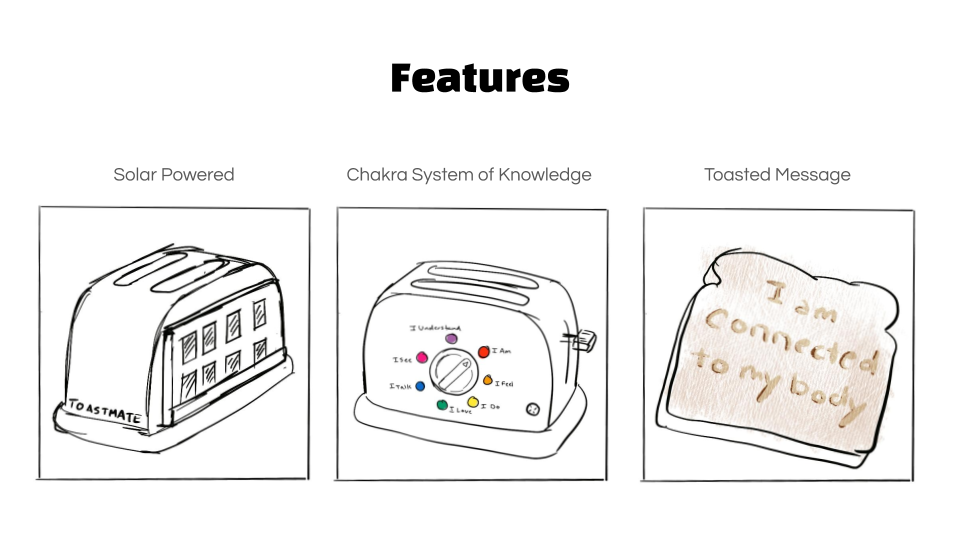 Features
Solar Powered
Chakra System of Knowledge
Toasted Message
TOASTMATE
I Understand
I Am
I See
I Feel
I Talk
I Do
I Love
I am
connected
to my body